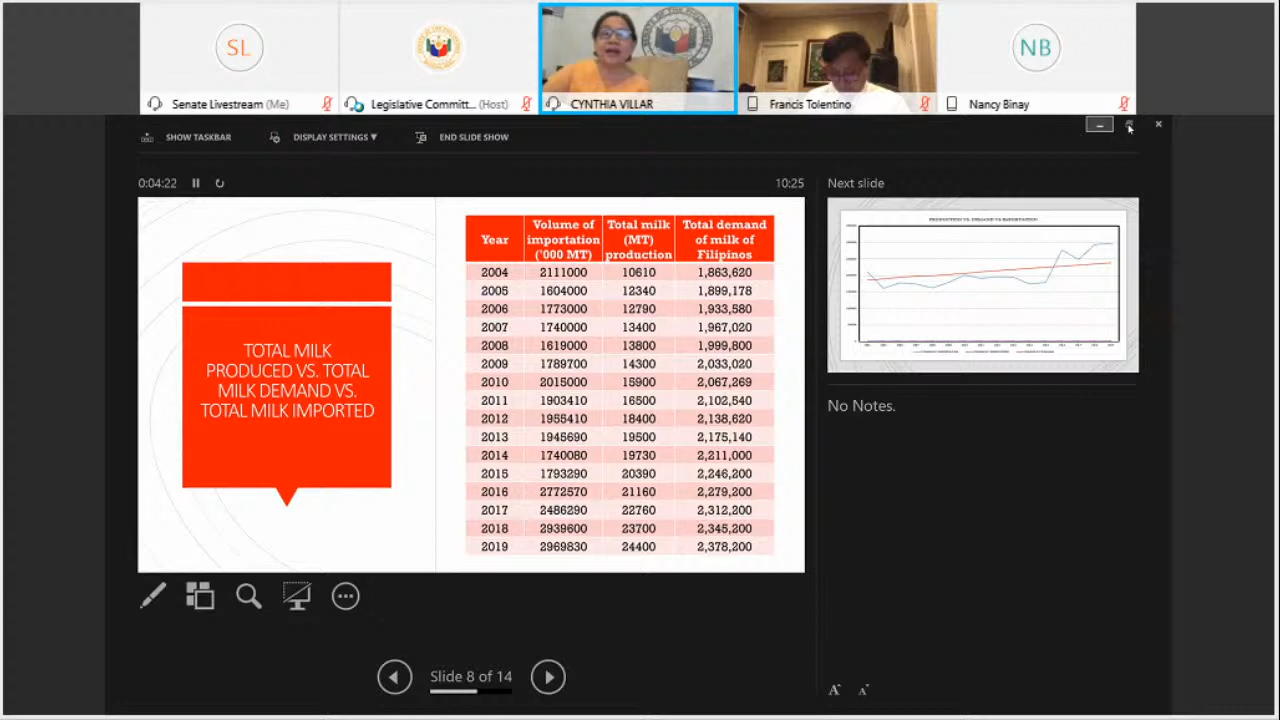 SL
NB
Senate Livestream (Me)
Legislative Committ... (Host)
CYNTHIA VILLAR
Francis Tolentino
Nancy Binay
SHOW TASKBAR
DISPLAY SETTINGS ▼
END SLIDE SHOW
0:04:22
10:25
Next slide
TOTAL MILK
PRODUCED VS. TOTAL
MILK DEMAND VS.
TOTAL MILK IMPORTED
Year Volume of importation ('000 MT) Total milk (MT) production Total demand of milk of Filipinos
2004 2111000 10610 1,863,620
2005 1604000 12340 1,899,178
2006 1773000 12790 1,933,580
2007 1740000 13400 1,967,020
2008 1619000 13800 1,999,800
2009 1789700 14300 2,033,020
2010 2015000 15900 2,067,269
2011 1903410 16500 2,102,540
2012 1955410 18400 2,138,620
2013 1945690 19500 2,175,140
2014 1740080 19730 2,211,000
2015 1793290 20390 2,246,200
2016 2772570 21160 2,279,200
2017 2486290 22760 2,312,200
2018 2939600 23700 2,345,200
2019 2969830 24400 2,378,200
PRODUCTION VS. DEMAND VS IMPORTATION
No Notes.
Slide 8 of 14
A A